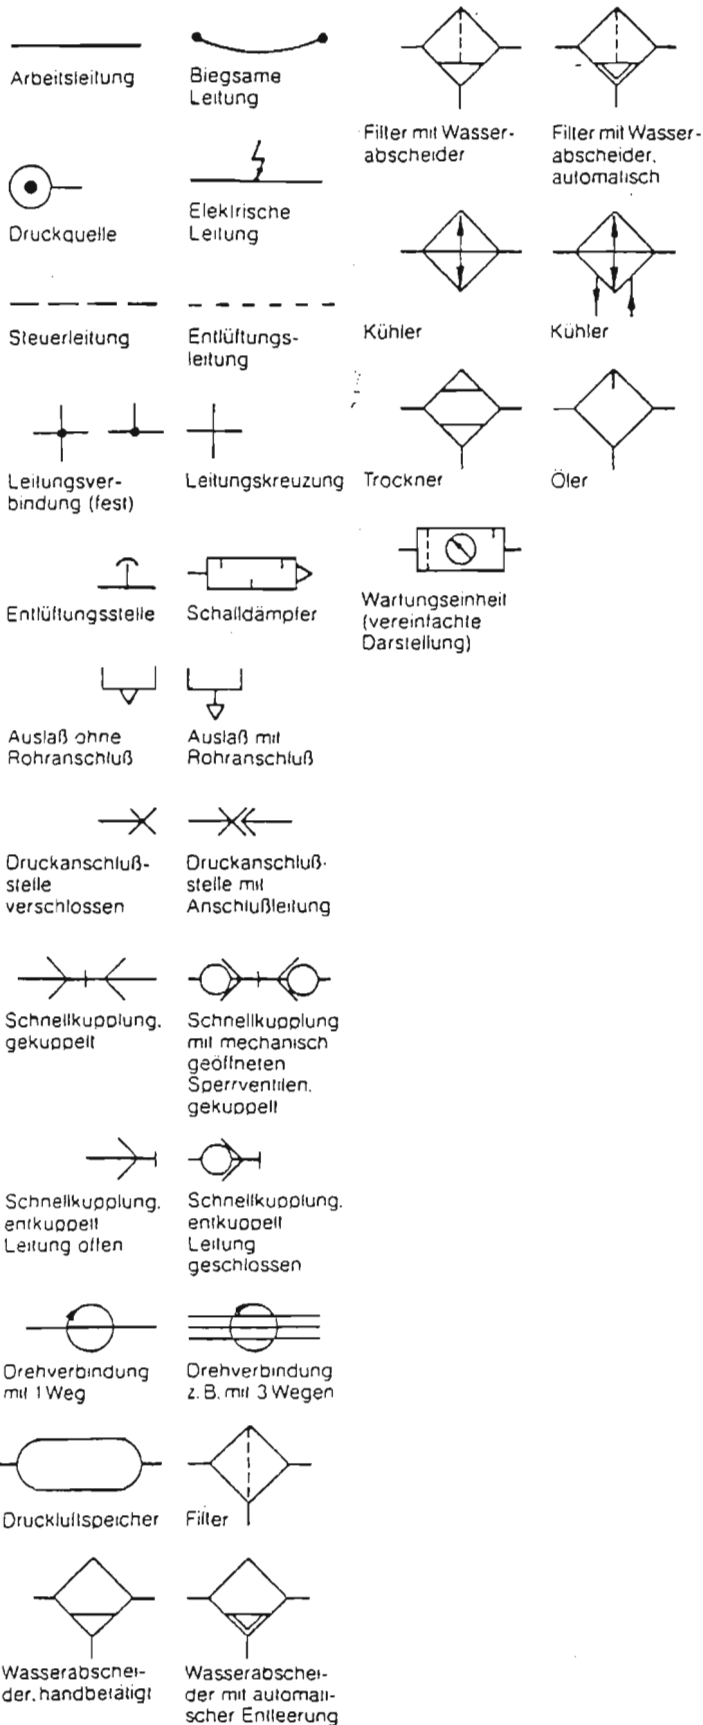 Arbeitsleitung
Biegsame
Leitung
Druckquelle
Elektrische
Leitung
Steuerleitung
Entlüftungs-
leitung
Leitungsver-
bindung (fest)
Leitungskreuzung
Entlüftungsstelle
Schalldämpfer
Auslaß ohne
Rohranschluß
Auslaß mit
Rohranschluß
Druckanschluß-
stelle
verschlossen
Druckanschluß-
stelle mit
Anschlußleitung
Schnellkupplung,
gekuppelt
Schnellkupplung
mit mechanisch
geöffneten
Sperrventilen,
gekuppelt
Schnellkupplung,
entkuppelt
Leitung offen
Schnellkupplung,
entkuppelt
Leitung
geschlossen
Drehverbindung
mit 1 Weg
Drehverbindung
z. B. mit 3 Wegen
Druckluftspeicher
Filter
Wasserabschei-
der, handbetätigt
Wasserabschei-
der mit automati-
scher Entleerung
Filter mit Wasser-
abscheider
Filter mit Wasser-
abscheider,
automatisch
Kühler
Kühler
Trockner
Öler
Wartungseinheit
(vereinfachte
Darstellung)